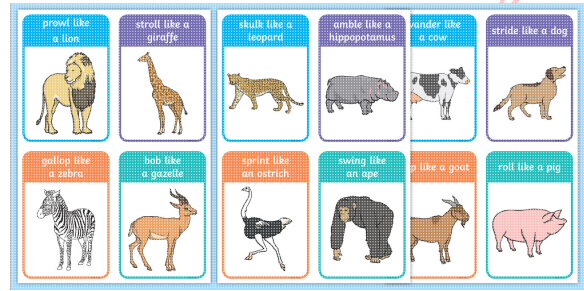 prowl like
a lion
stroll like a
giraffe
skulk like a
leopard
amble like a
hippopotamus
vander like
a cow
stride like a dog
gallop like
a zebra
bob like
a gazelle
sprint like
an ostrich
swing like
an ape
p like a goat
roll like a pig